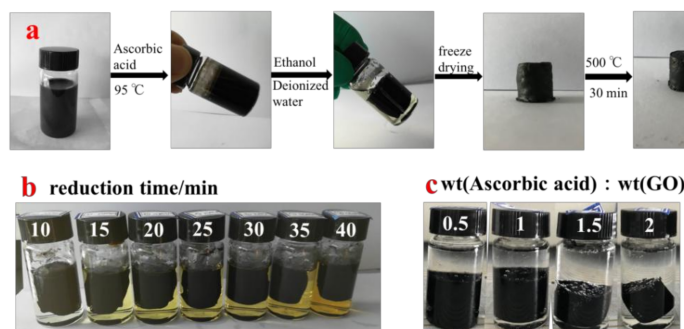 a
Ascorbic
acid
95 ℃
Ethanol
Deionized
water
freeze
drying
500 ℃
30 min
b reduction time/min
10 15 20 25 30 35 40
c wt(Ascorbic acid)：wt(GO)
0.5 1 1.5 2